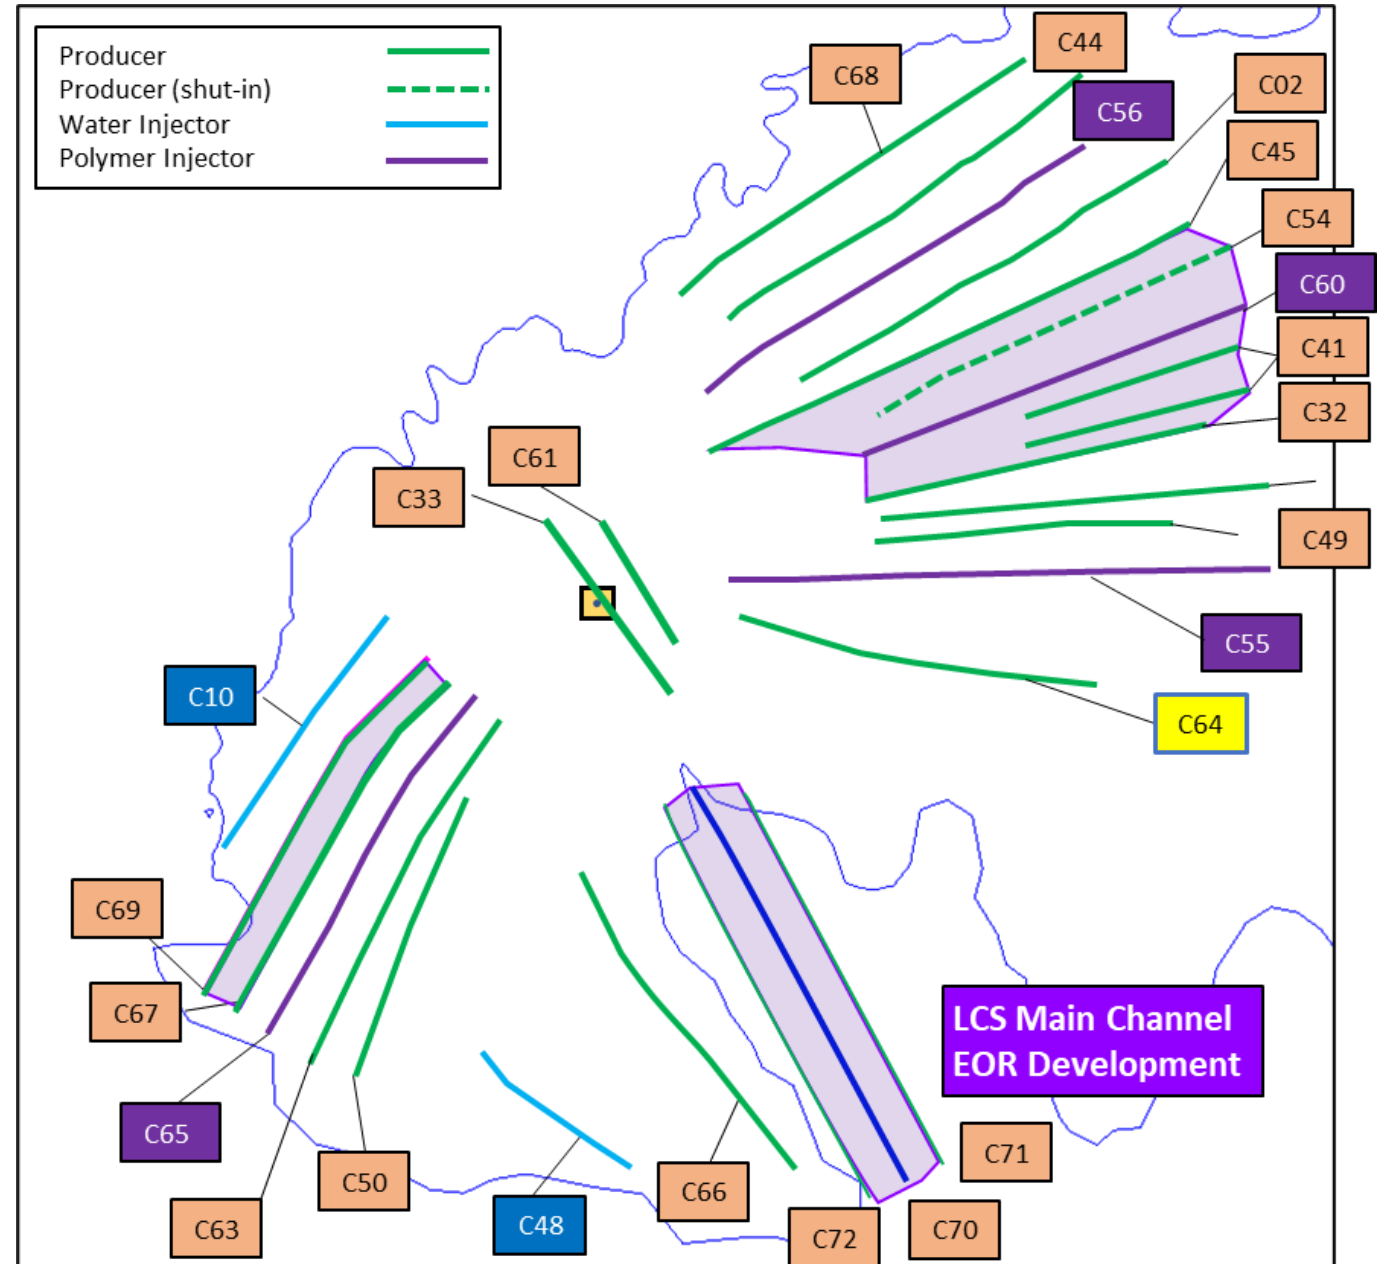 Producer
Producer (shut-in)
Water Injector
Polymer Injector
C44
C68
C56
C02
C45
C54
C60
C41
C32
C61
C33
C49
C55
C10
C64
C69
C67
LCS Main Channel
EOR Development
C65
C71
C50
C66
C63
C48
C72
C70